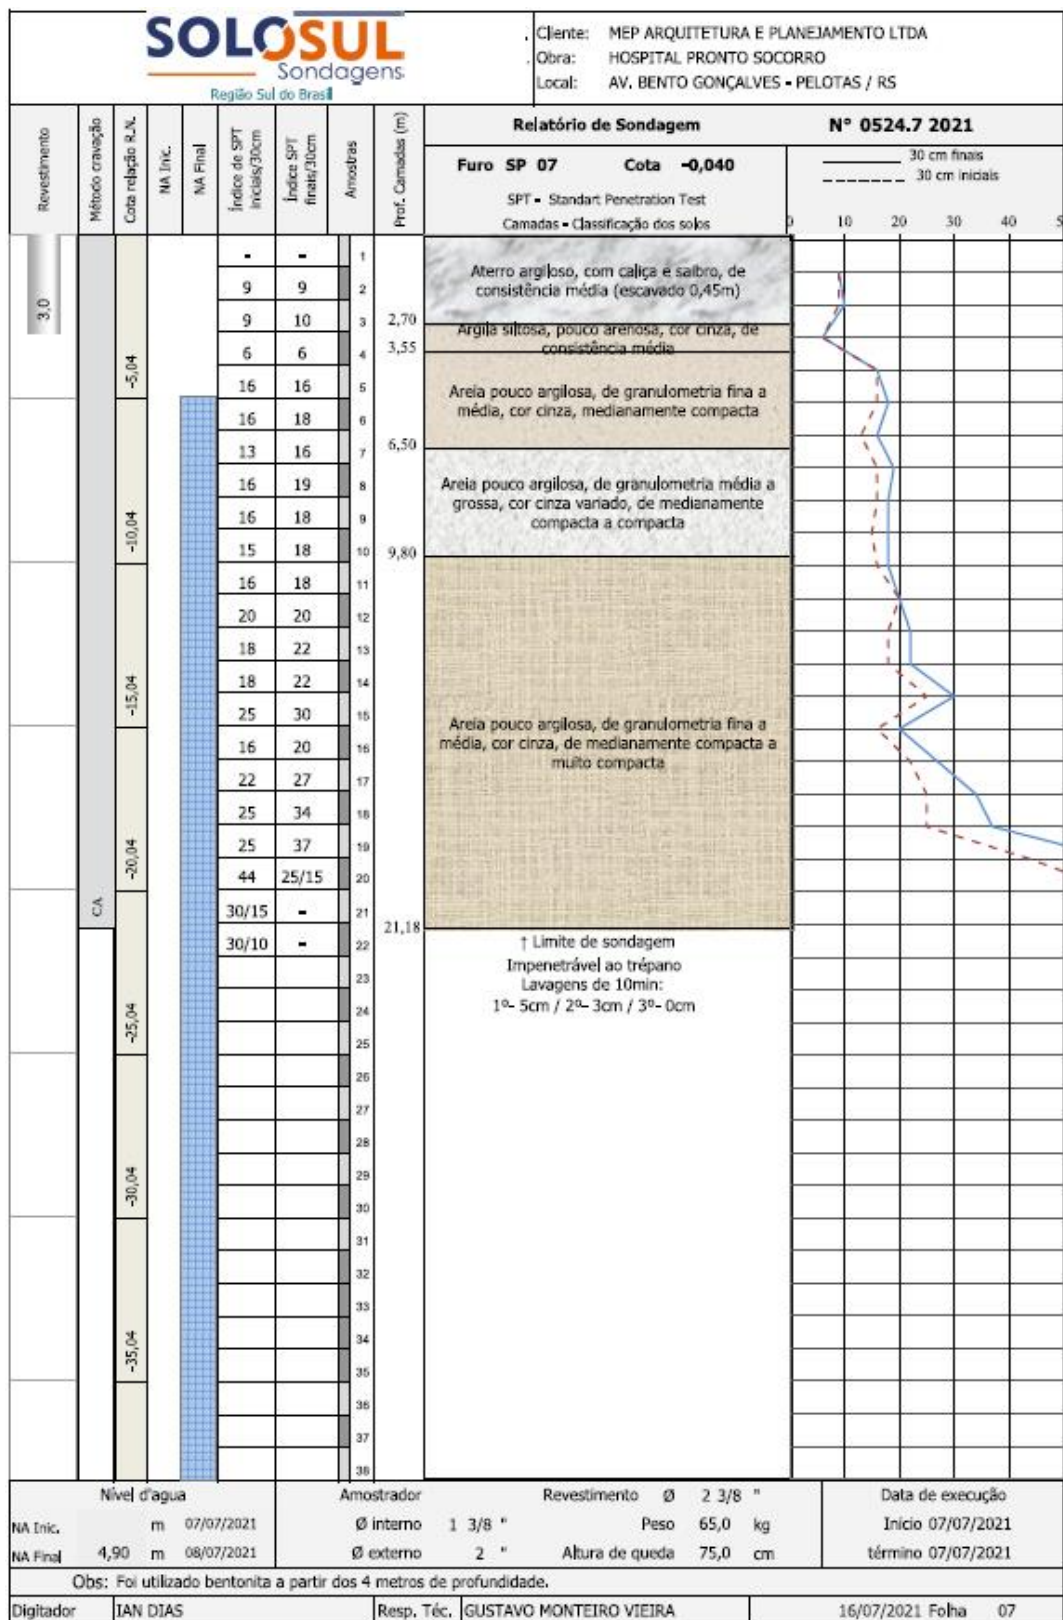 SOLOSUL
Sondagens
Região Sul do Brasil
Cliente: MEP ARQUITETURA E PLANEJAMENTO LTDA
Obra: HOSPITAL PRONTO SOCORRO
Local: AV. BENTO GONÇALVES - PELOTAS / RS
Revestimento
Método cravação
Cota relação R.N.
NA Inic.
NA Final
Índice de SPT iniciais/30cm
Índice SPT finais/30cm
Amostras
Prof. Camadas (m)
Relatório de Sondagem
N° 0524.7 2021
Furo SP 07 Cota -0,040
SPT - Standart Penetration Test
Camadas - Classificação dos solos
30 cm finais
30 cm iniciais
0 10 20 30 40 5
3,0
CA
-5,04
-10,04
-15,04
-20,04
-25,04
-30,04
-35,04
- - 1
9 9 2
9 10 3
6 6 4
16 16 5
16 18 6
13 16 7
16 19 8
16 18 9
15 18 10
16 18 11
20 20 12
18 22 13
18 22 14
25 30 15
16 20 16
22 27 17
25 34 18
25 37 19
44 25/15 20
30/15 - 21
30/10 - 22
23
24
25
26
27
28
29
30
31
32
33
34
35
36
37
38
2,70
3,55
6,50
9,80
21,18
Aterro argiloso, com caliça e saibro, de
consistência média (escavado 0,45m)
Argila siltosa, pouco arenosa, cor cinza, de
consistência média
Areia pouco argilosa, de granulometria fina a
média, cor cinza, medianamente compacta
Areia pouco argilosa, de granulometria média a
grossa, cor cinza variado, de medianamente
compacta a compacta
Areia pouco argilosa, de granulometria fina a
média, cor cinza, de medianamente compacta a
muito compacta
↑ Limite de sondagem
Impenetrável ao trépano
Lavagens de 10min:
1º- 5cm / 2º- 3cm / 3º- 0cm
Nível d'agua
NA Inic. m 07/07/2021
NA Final 4,90 m 08/07/2021
Amostrador
Ø interno 1 3/8 "
Ø externo 2 "
Revestimento Ø 2 3/8 "
Peso 65,0 kg
Altura de queda 75,0 cm
Data de execução
Inicio 07/07/2021
término 07/07/2021
Obs: Foi utilizado bentonita a partir dos 4 metros de profundidade.
Digitador IAN DIAS Resp. Téc. GUSTAVO MONTEIRO VIEIRA 16/07/2021 Folha 07